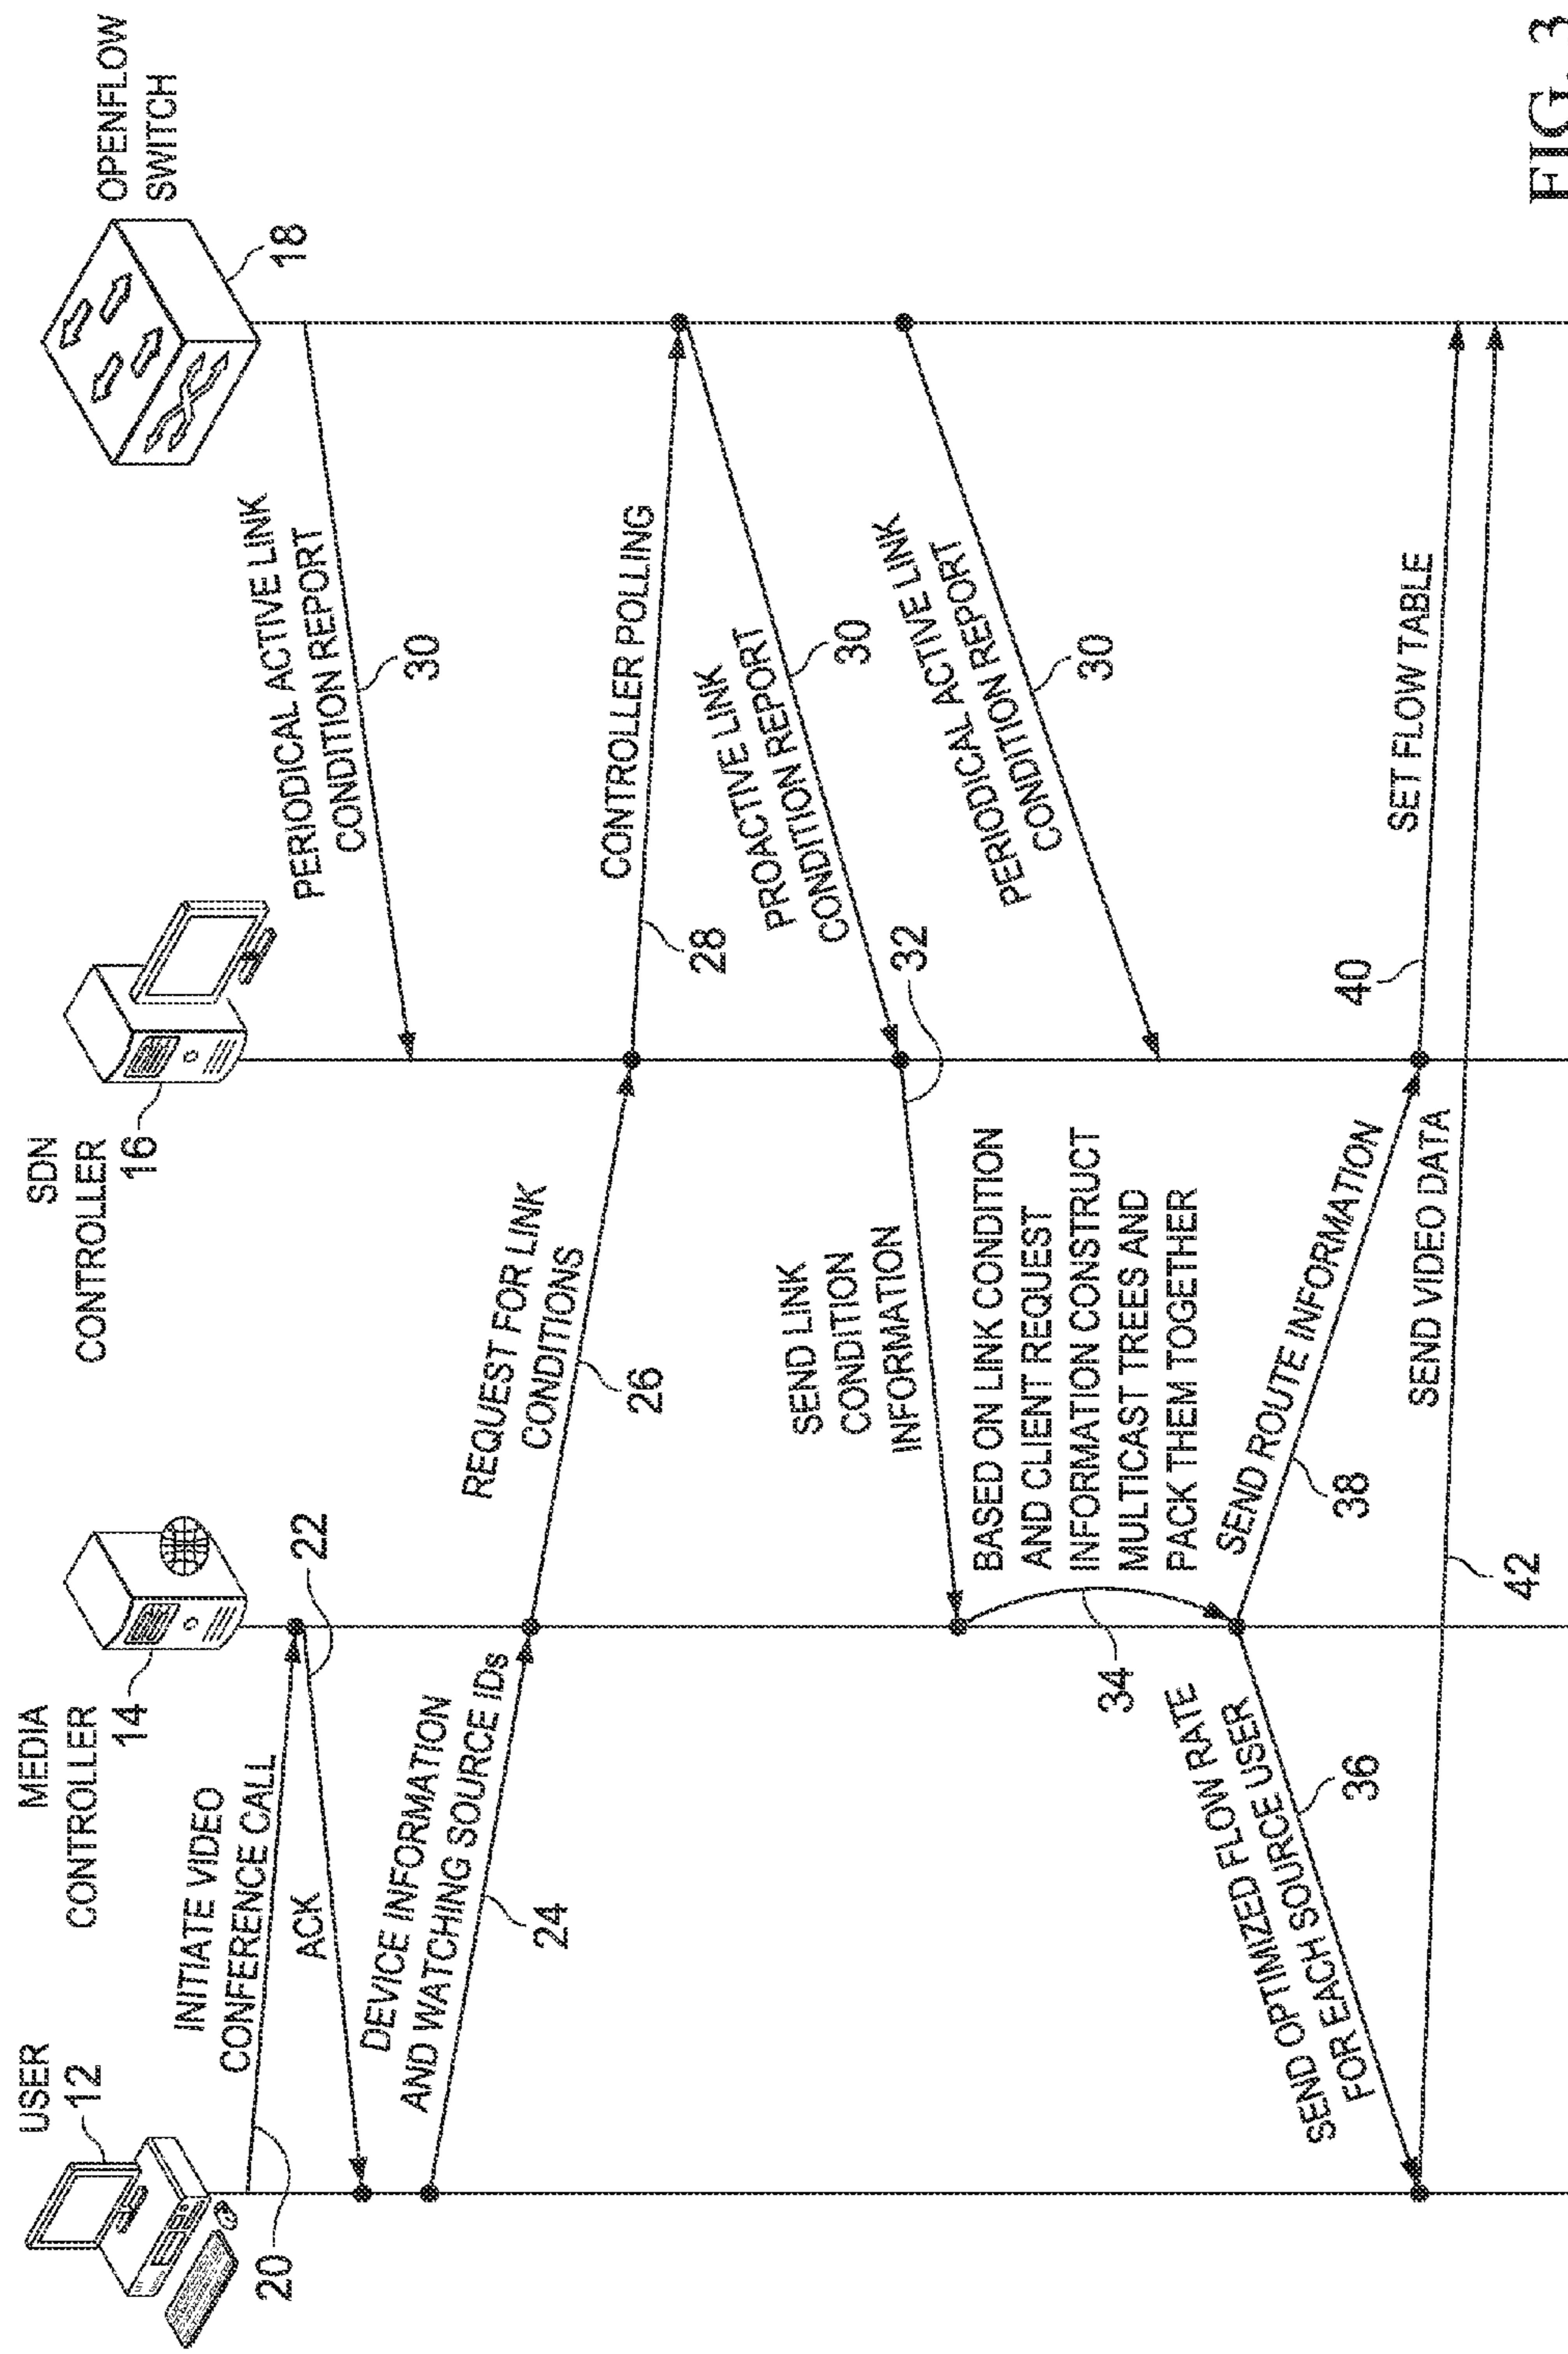 USER
12
MEDIA
CONTROLLER
14
SDN
CONTROLLER
16
OPENFLOW
SWITCH
18
20
INITIATE VIDEO
CONFERENCE CALL
22
ACK
PERIODICAL ACTIVE LINK
CONDITION REPORT
30
DEVICE INFORMATION
AND WATCHING SOURCE IDs
24
REQUEST FOR LINK
CONDITIONS
26
CONTROLLER POLLING
28
PROACTIVE LINK
CONDITION REPORT
30
SEND LINK
CONDITION
INFORMATION
32
PERIODICAL ACTIVE LINK
CONDITION REPORT
30
BASED ON LINK CONDITION
AND CLIENT REQUEST
INFORMATION CONSTRUCT
MULTICAST TREES AND
PACK THEM TOGETHER
34
SEND OPTIMIZED FLOW RATE
FOR EACH SOURCE USER
36
SEND ROUTE INFORMATION
38
40
SET FLOW TABLE
SEND VIDEO DATA
42
FIG. 3